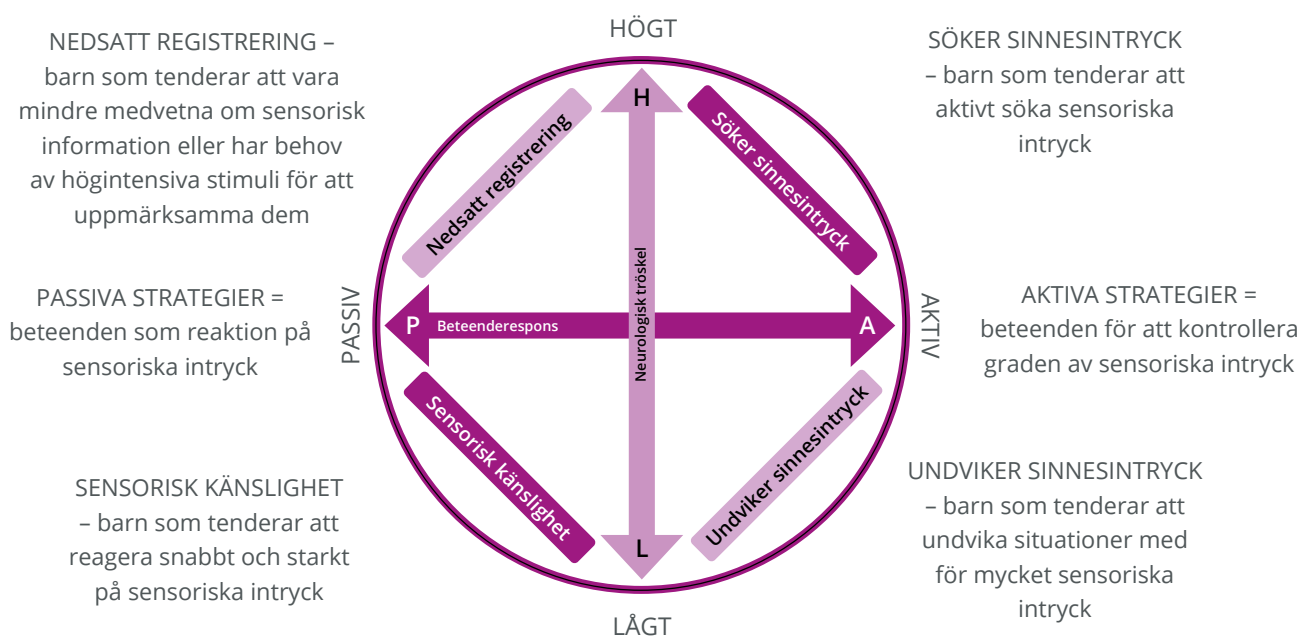 HÖGT
NEDSATT REGISTRERING –
barn som tenderar att vara
mindre medvetna om sensorisk
information eller har behov
av högintensiva stimuli för att
uppmärksamma dem
SÖKER SINNESINTRYCK
– barn som tenderar att
aktivt söka sensoriska
intryck
H
Nedsatt registrering
Söker sinnesintryck
PASSIVA STRATEGIER =
beteenden som reaktion på
sensoriska intryck
PASSIV
P
Beteenderespons
Neurologisk tröskel
A
AKTIV
AKTIVA STRATEGIER =
beteenden för att kontrollera
graden av sensoriska intryck
Sensorisk känslighet
Undviker sinnesintryck
L
SENSORISK KÄNSLIGHET
– barn som tenderar att
reagera snabbt och starkt
på sensoriska intryck
UNDVIKER SINNESINTRYCK
– barn som tenderar att
undvika situationer med
för mycket sensoriska
intryck
LÅGT